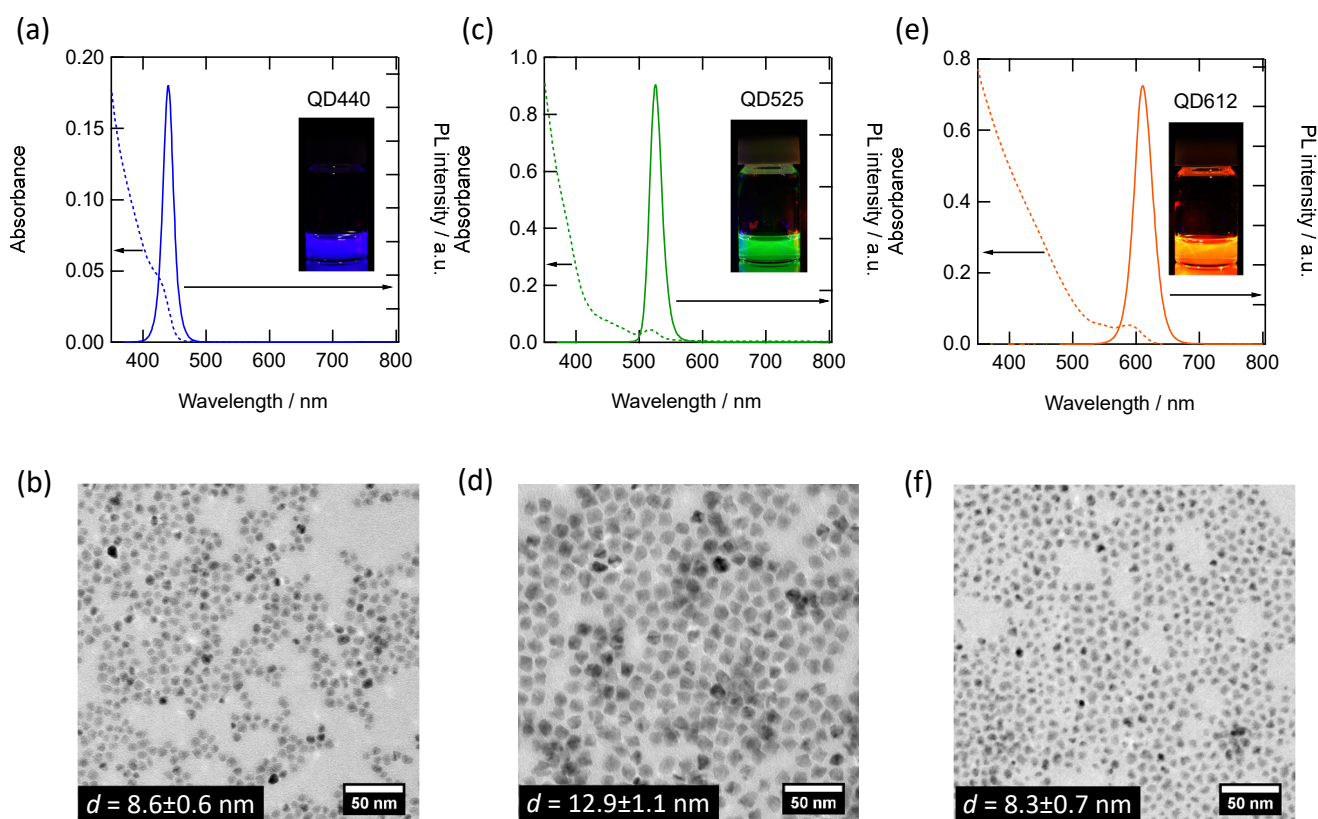 (a)
0.20
0.15
0.10
0.05
0.00
Absorbance
400 500 600 700 800
Wavelength / nm
PL intensity / a.u.
QD440
(c)
1.0
0.8
0.6
0.4
0.2
0.0
Absorbance
400 500 600 700 800
Wavelength / nm
PL intensity / a.u.
QD525
(e)
0.8
0.6
0.4
0.2
0.0
Absorbance
400 500 600 700 800
Wavelength / nm
PL intensity / a.u.
QD612
(b)
d = 8.6±0.6 nm
50 nm
(d)
d = 12.9±1.1 nm
50 nm
(f)
d = 8.3±0.7 nm
50 nm